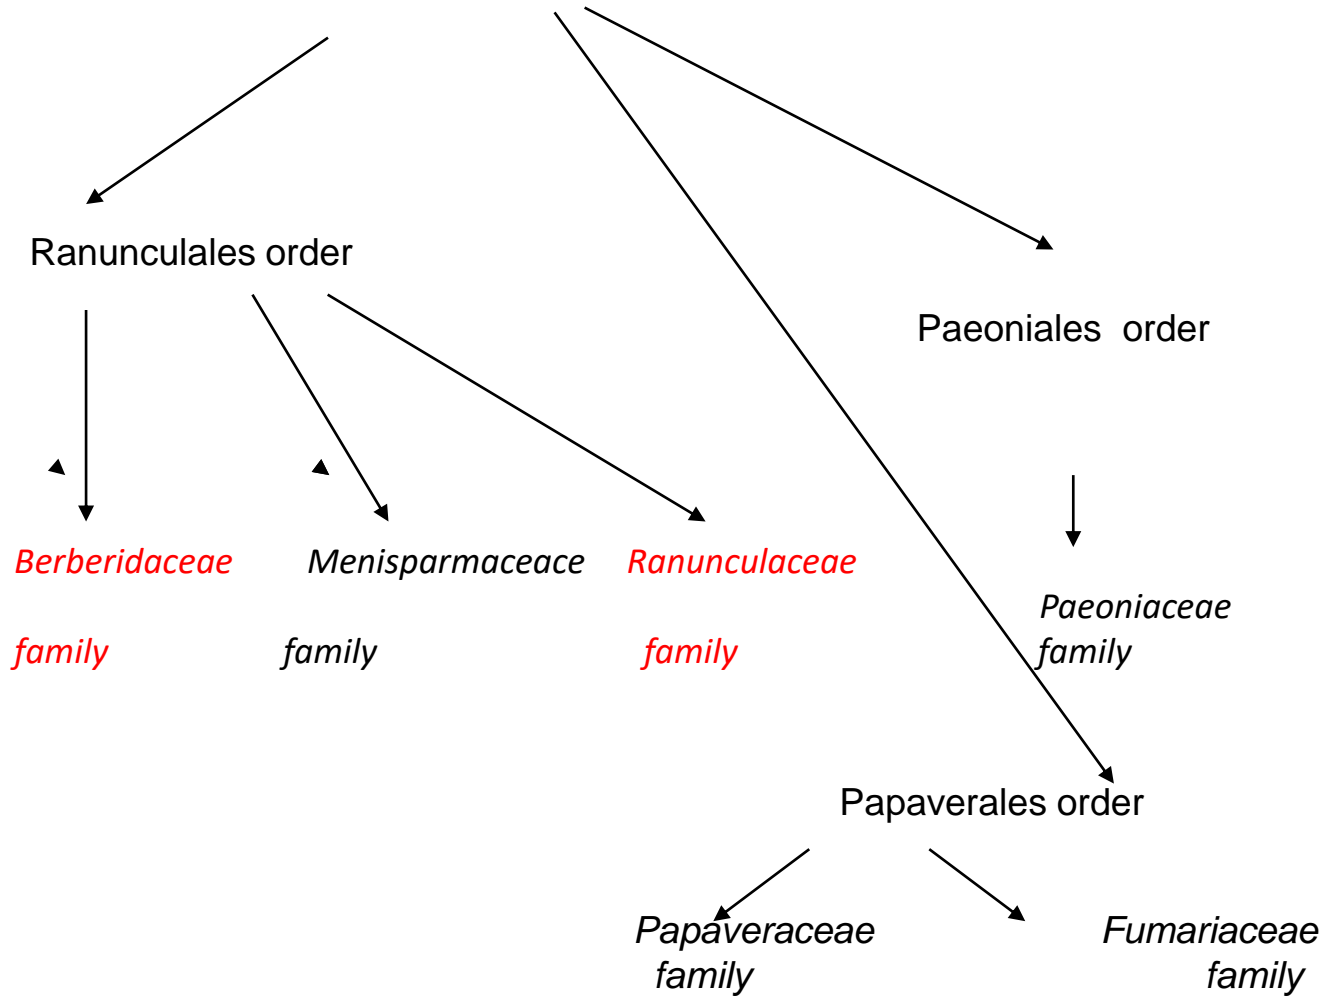 Ranunculales order
Paeoniales order
Berberidaceae Menisparmaceace Ranunculaceae
Paeoniaceae
family family family family
Papaverales order
Papaveraceae Fumariaceae
family family